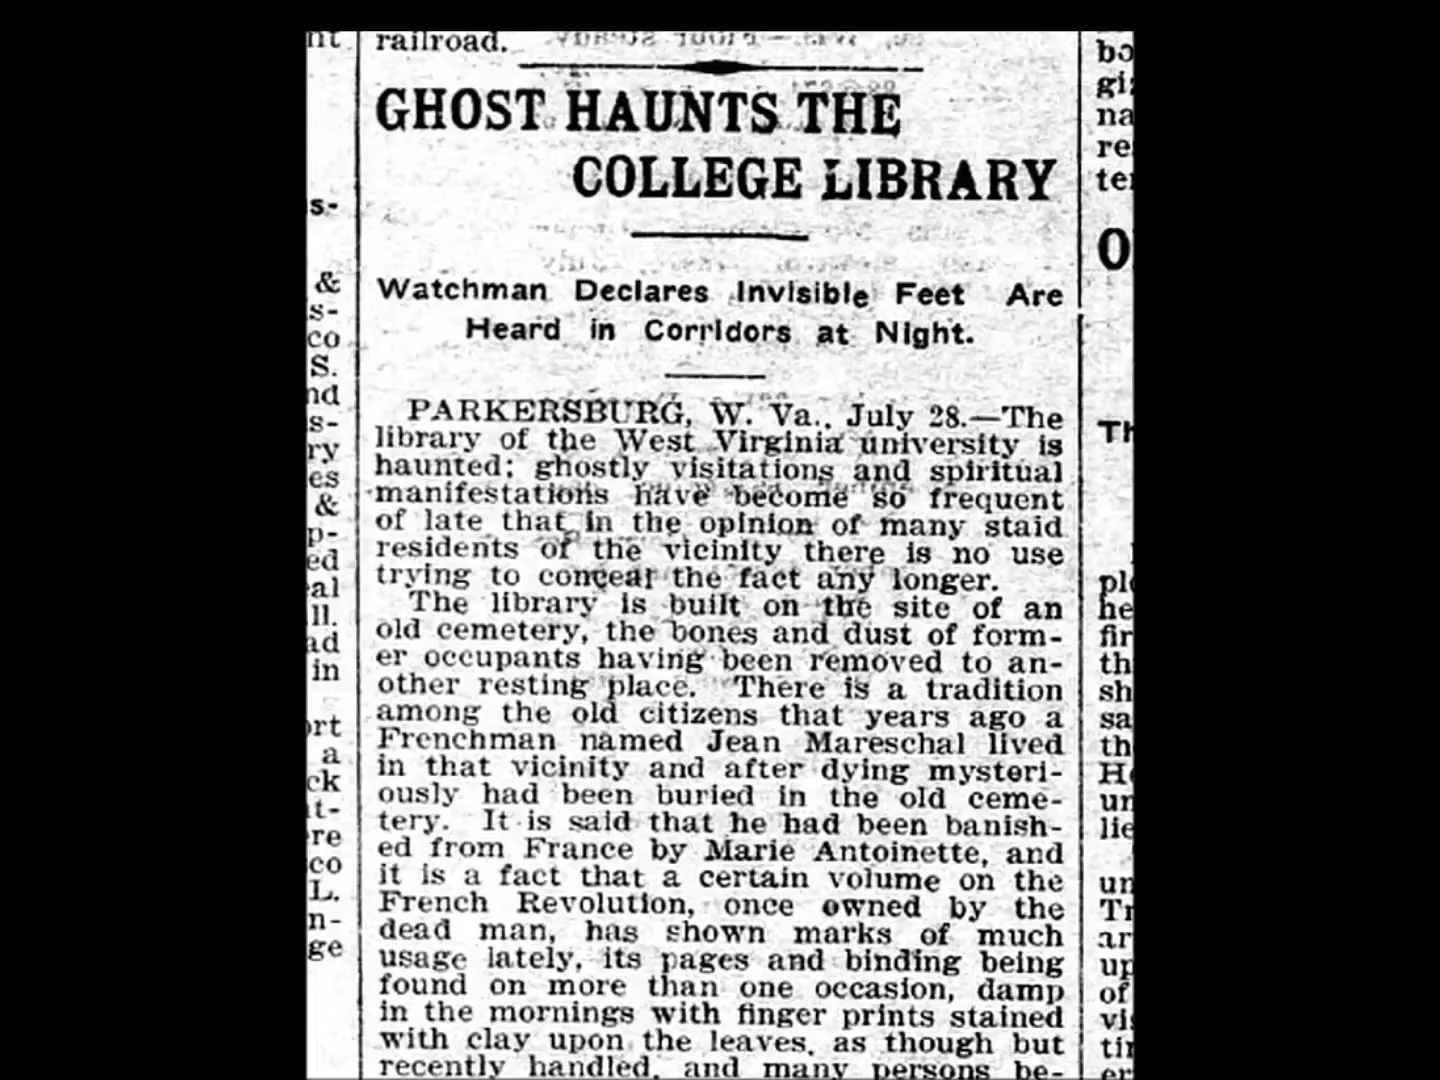 railroad.
GHOST HAUNTS THE
COLLEGE LIBRARY
Watchman Declares Invisible Feet Are
Heard in Corridors at Night.
PARKERSBURG, W. Va., July 28.—The
library of the West Virginia university is
haunted; ghostly visitations and spiritual
manifestations have become so frequent
of late that in the opinion of many staid
residents of the vicinity there is no use
trying to conceal the fact any longer.
The library is built on the site of an
old cemetery, the bones and dust of form-
er occupants having been removed to an-
other resting place. There is a tradition
among the old citizens that years ago a
Frenchman named Jean Mareschal lived
in that vicinity and after dying mysteri-
ously had been buried in the old ceme-
tery. It is said that he had been banish-
ed from France by Marie Antoinette, and
it is a fact that a certain volume on the
French Revolution, once owned by the
dead man, has shown marks of much
usage lately, its pages and binding being
found on more than one occasion, damp
in the mornings with finger prints stained
with clay upon the leaves, as though but
recently handled, and many persons be-